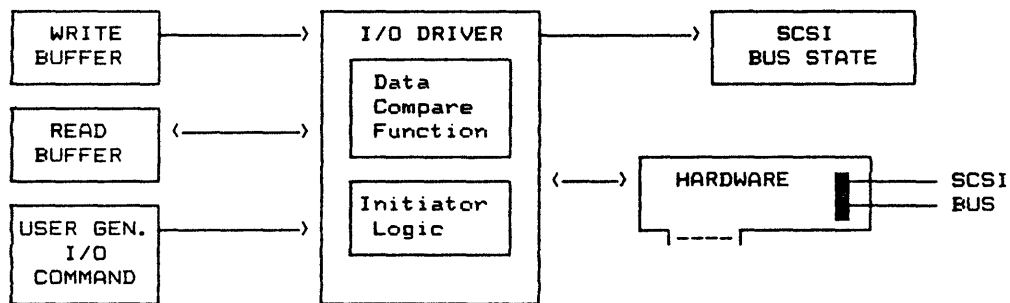 WRITE
BUFFER
READ
BUFFER
USER GEN.
I/O
COMMAND
I/O DRIVER
Data
Compare
Function
Initiator
Logic
SCSI
BUS STATE
HARDWARE
SCSI
BUS